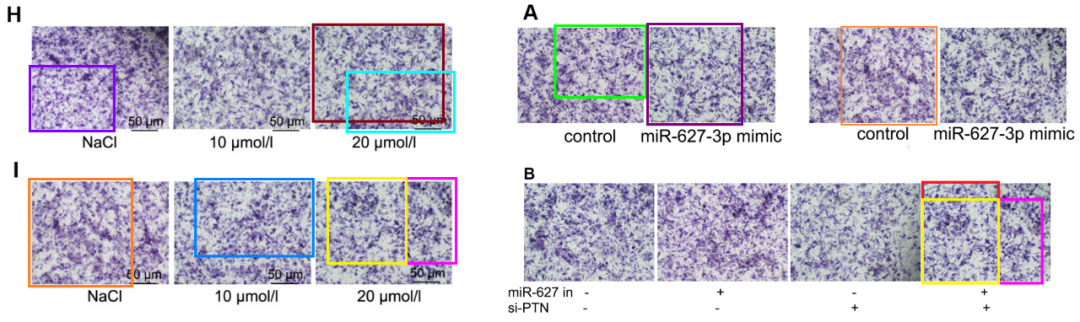 H
50 µm
50 µm
50 µm
NaCl
10 µmol/l
20 µmol/l
I
50 µm
50 µm
50 µm
NaCl
10 µmol/l
20 µmol/l
A
control
miR-627-3p mimic
control
miR-627-3p mimic
B
miR-627 in - + - +
si-PTN - - + +